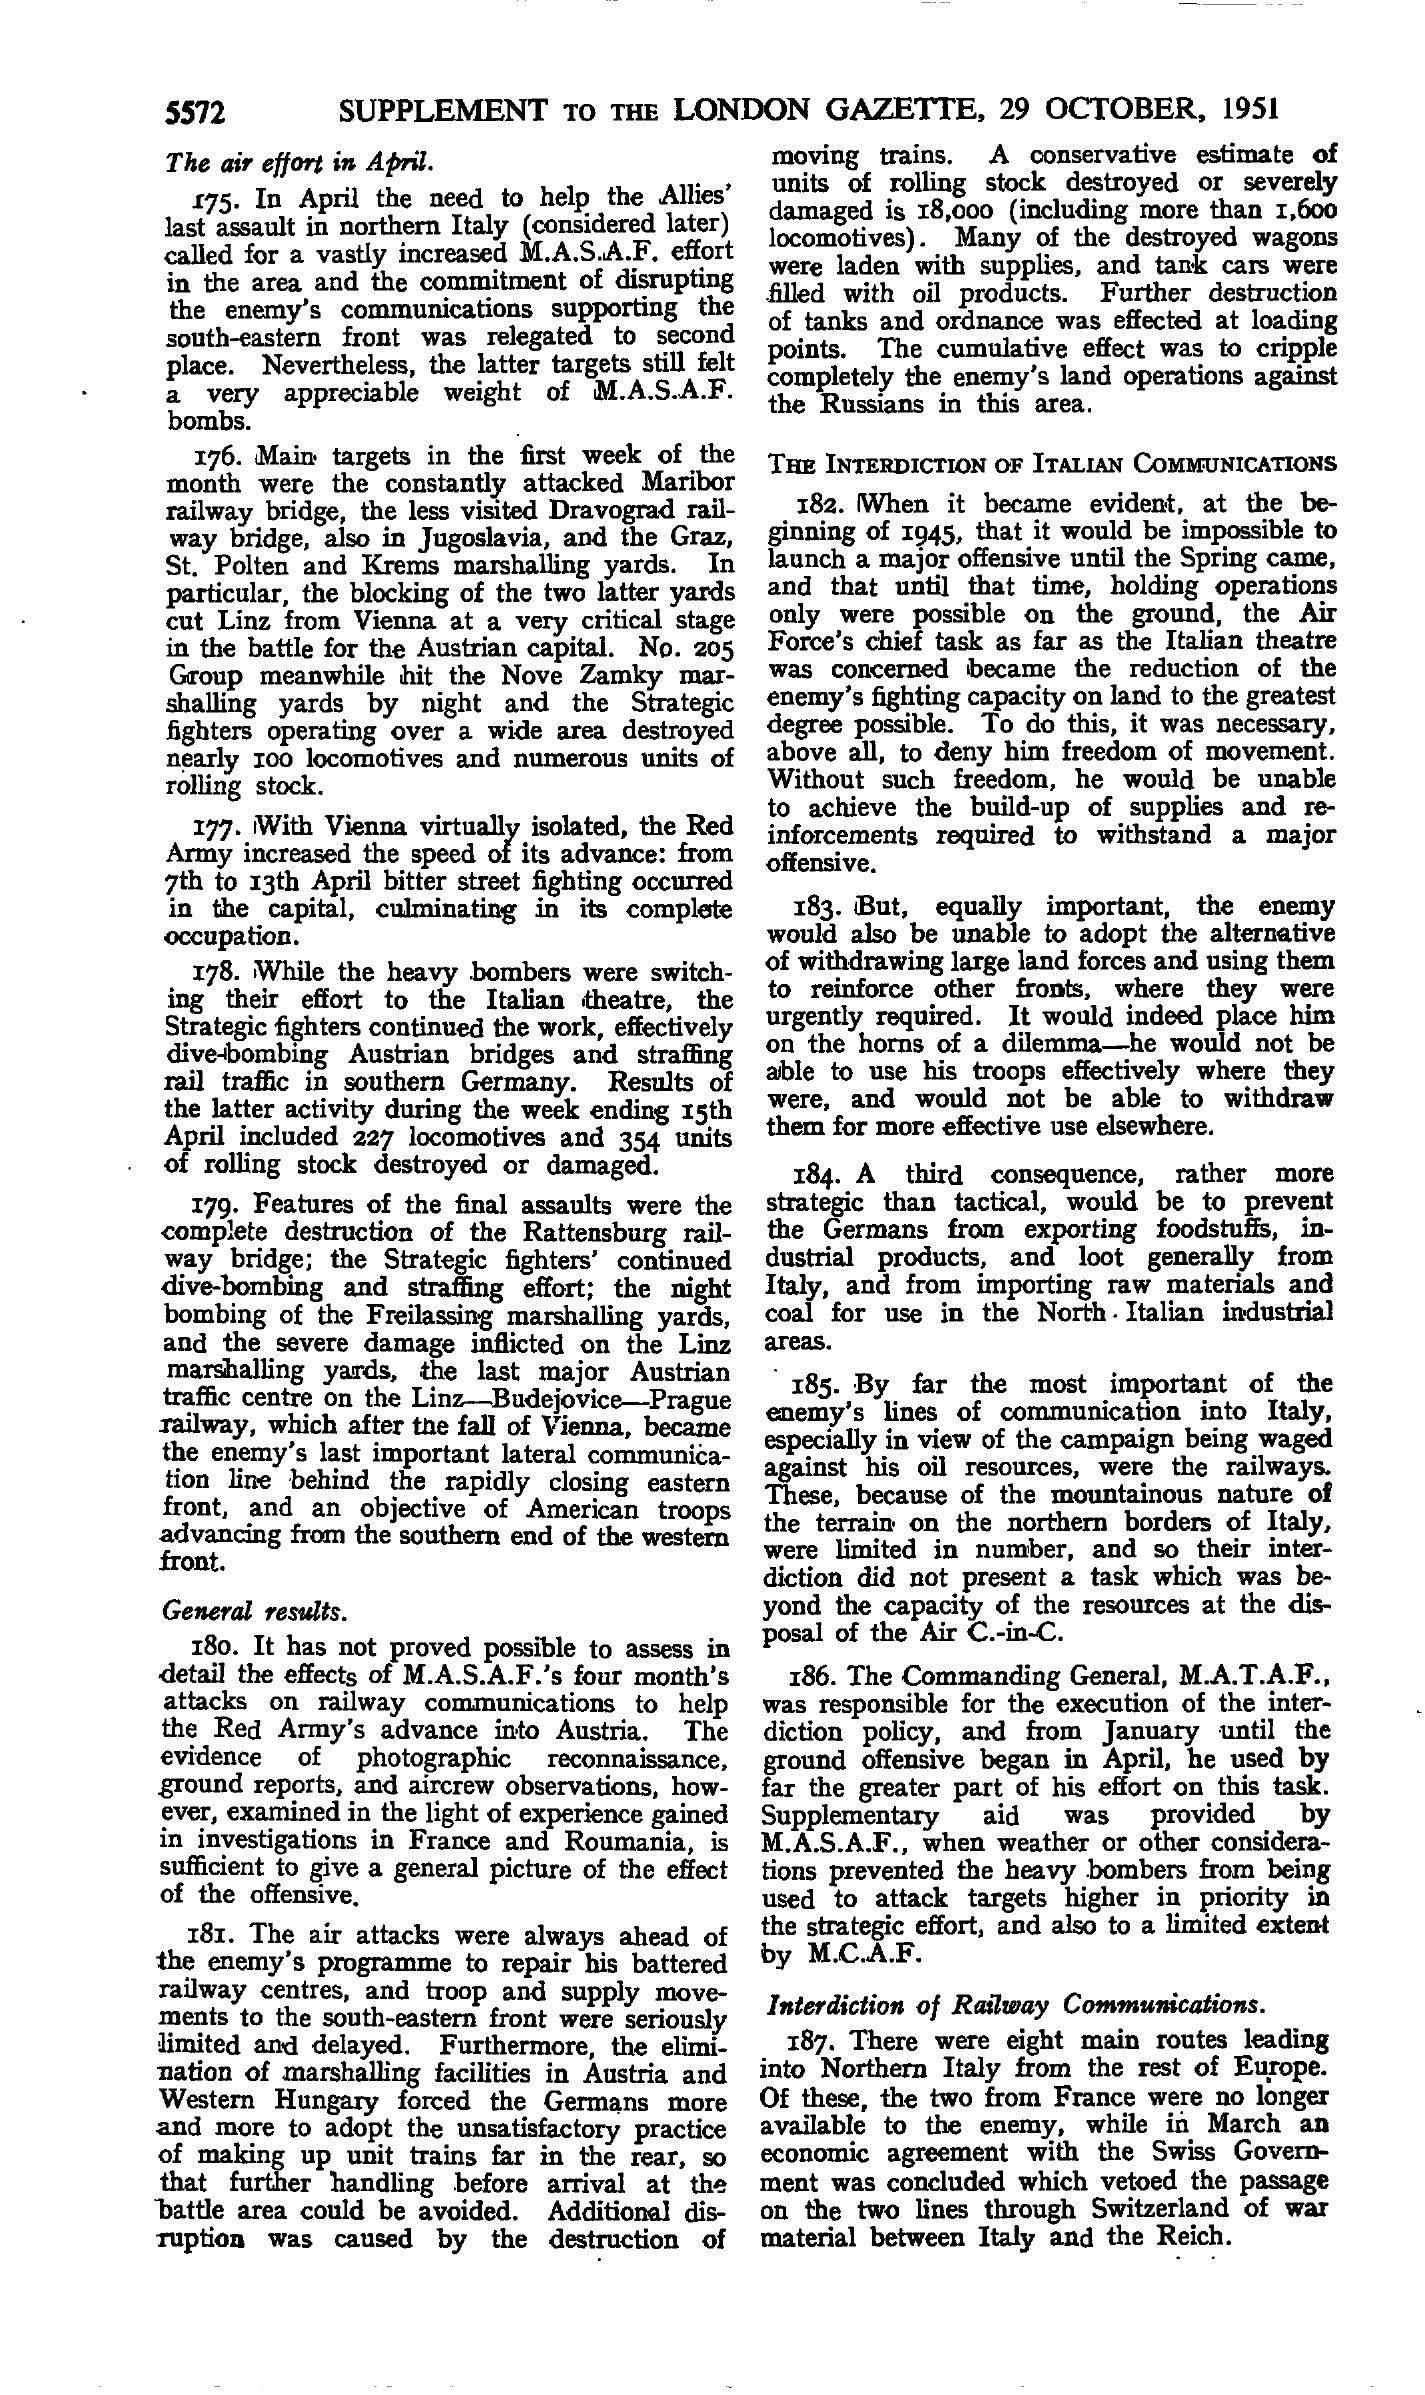 5572 SUPPLEMENT TO THE LONDON GAZETTE, 29 OCTOBER, 1951
The air effort in April.
175. In April the need to help the Allies'
last assault in northern Italy (considered later)
called for a vastly increased M.A.S.A.F. effort
in the area and the commitment of disrupting
the enemy's communications supporting the
south-eastern front was relegated to second
place. Nevertheless, the latter targets still felt
a very appreciable weight of M.A.S.A.F.
bombs.
176. Main targets in the first week of the
month were the constantly attacked Maribor
railway bridge, the less visited Dravograd rail-
way bridge, also in Jugoslavia, and the Graz,
St. Polten and Krems marshalling yards. In
particular, the blocking of the two latter yards
cut Linz from Vienna at a very critical stage
in the battle for the Austrian capital. No. 205
Group meanwhile hit the Nove Zamky mar-
shalling yards by night and the Strategic
fighters operating over a wide area destroyed
nearly 100 locomotives and numerous units of
rolling stock.
177. With Vienna virtually isolated, the Red
Army increased the speed of its advance: from
7th to 13th April bitter street fighting occurred
in the capital, culminating in its complete
occupation.
178. While the heavy bombers were switch-
ing their effort to the Italian theatre, the
Strategic fighters continued the work, effectively
dive-bombing Austrian bridges and straffing
rail traffic in southern Germany. Results of
the latter activity during the week ending 15th
April included 227 locomotives and 354 units
of rolling stock destroyed or damaged.
179. Features of the final assaults were the
complete destruction of the Rattensburg rail-
way bridge; the Strategic fighters' continued
dive-bombing and straffing effort; the night
bombing of the Freilassing marshalling yards,
and the severe damage inflicted on the Linz
marshalling yards, the last major Austrian
traffic centre on the Linz—Budejovice—Prague
railway, which after the fall of Vienna, became
the enemy's last important lateral communica-
tion line behind the rapidly closing eastern
front, and an objective of American troops
advancing from the southern end of the western
front.
General results.
180. It has not proved possible to assess in
detail the effects of M.A.S.A.F.'s four month's
attacks on railway communications to help
the Red Army's advance into Austria. The
evidence of photographic reconnaissance,
ground reports, and aircrew observations, how-
ever, examined in the light of experience gained
in investigations in France and Roumania, is
sufficient to give a general picture of the effect
of the offensive.
181. The air attacks were always ahead of
the enemy's programme to repair his battered
railway centres, and troop and supply move-
ments to the south-eastern front were seriously
limited and delayed. Furthermore, the elimi-
nation of marshalling facilities in Austria and
Western Hungary forced the Germans more
and more to adopt the unsatisfactory practice
of making up unit trains far in the rear, so
that further handling before arrival at the
battle area could be avoided. Additional dis-
ruption was caused by the destruction of
moving trains. A conservative estimate of
units of rolling stock destroyed or severely
damaged is 18,000 (including more than 1,600
locomotives). Many of the destroyed wagons
were laden with supplies, and tank cars were
filled with oil products. Further destruction
of tanks and ordnance was effected at loading
points. The cumulative effect was to cripple
completely the enemy's land operations against
the Russians in this area.
THE INTERDICTION OF ITALIAN COMMUNICATIONS
182. When it became evident, at the be-
ginning of 1945, that it would be impossible to
launch a major offensive until the Spring came,
and that until that time, holding operations
only were possible on the ground, the Air
Force's chief task as far as the Italian theatre
was concerned became the reduction of the
enemy's fighting capacity on land to the greatest
degree possible. To do this, it was necessary,
above all, to deny him freedom of movement.
Without such freedom, he would be unable
to achieve the build-up of supplies and re-
inforcements required to withstand a major
offensive.
183. But, equally important, the enemy
would also be unable to adopt the alternative
of withdrawing large land forces and using them
to reinforce other fronts, where they were
urgently required. It would indeed place him
on the horns of a dilemma—he would not be
able to use his troops effectively where they
were, and would not be able to withdraw
them for more effective use elsewhere.
184. A third consequence, rather more
strategic than tactical, would be to prevent
the Germans from exporting foodstuffs, in-
dustrial products, and loot generally from
Italy, and from importing raw materials and
coal for use in the North Italian industrial
areas.
185. By far the most important of the
enemy's lines of communication into Italy,
especially in view of the campaign being waged
against his oil resources, were the railways.
These, because of the mountainous nature of
the terrain on the northern borders of Italy,
were limited in number, and so their inter-
diction did not present a task which was be-
yond the capacity of the resources at the dis-
posal of the Air C.-in-C.
186. The Commanding General, M.A.T.A.F.,
was responsible for the execution of the inter-
diction policy, and from January until the
ground offensive began in April, he used by
far the greater part of his effort on this task.
Supplementary aid was provided by
M.A.S.A.F., when weather or other considera-
tions prevented the heavy bombers from being
used to attack targets higher in priority in
the strategic effort, and also to a limited extent
by M.C.A.F.
Interdiction of Railway Communications.
187. There were eight main routes leading
into Northern Italy from the rest of Europe.
Of these, the two from France were no longer
available to the enemy, while in March an
economic agreement with the Swiss Govern-
ment was concluded which vetoed the passage
on the two lines through Switzerland of war
material between Italy and the Reich.